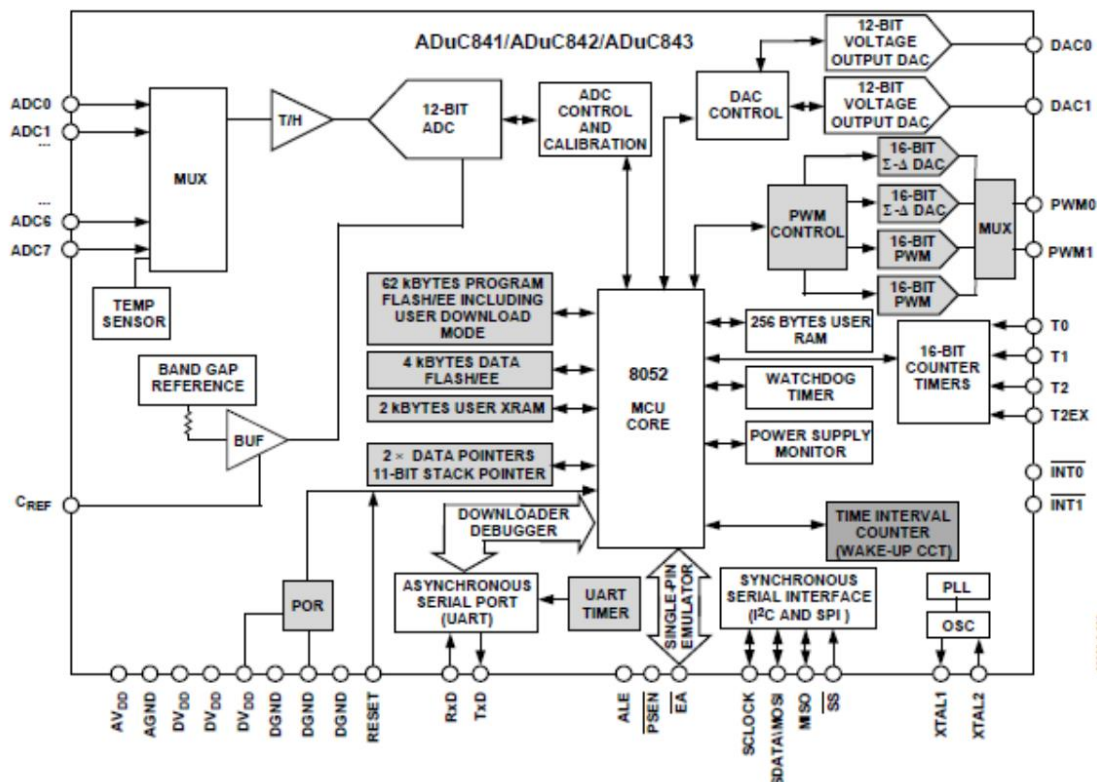 ADuC841/ADuC842/ADuC843
ADC0
ADC1
...
...
ADC6
ADC7
MUX
TEMP
SENSOR
T/H
12-BIT
ADC
ADC
CONTROL
AND
CALIBRATION
DAC
CONTROL
12-BIT
VOLTAGE
OUTPUT DAC
12-BIT
VOLTAGE
OUTPUT DAC
DAC0
DAC1
PWM
CONTROL
16-BIT
Σ-Δ DAC
16-BIT
Σ-Δ DAC
16-BIT
PWM
16-BIT
PWM
MUX
PWM0
PWM1
BAND GAP
REFERENCE
BUF
CREF
62 kBYTES PROGRAM
FLASH/EE INCLUDING
USER DOWNLOAD
MODE
4 kBYTES DATA
FLASH/EE
2 kBYTES USER XRAM
2 × DATA POINTERS
11-BIT STACK POINTER
8052
MCU
CORE
256 BYTES USER
RAM
WATCHDOG
TIMER
POWER SUPPLY
MONITOR
16-BIT
COUNTER
TIMERS
T0
T1
T2
T2EX
INT0
INT1
TIME INTERVAL
COUNTER
(WAKE-UP CCT)
DOWNLOADER
DEBUGGER
POR
ASYNCHRONOUS
SERIAL PORT
(UART)
UART
TIMER
SINGLE-PIN
EMULATOR
SYNCHRONOUS
SERIAL INTERFACE
(I²C AND SPI )
PLL
OSC
AVDD
AGND
DVDD
DVDD
DVDD
DGND
DGND
DGND
RESET
RxD
TxD
ALE
PSEN
EA
SCLOCK
SDATA\MOSI
MISO
SS
XTAL1
XTAL2